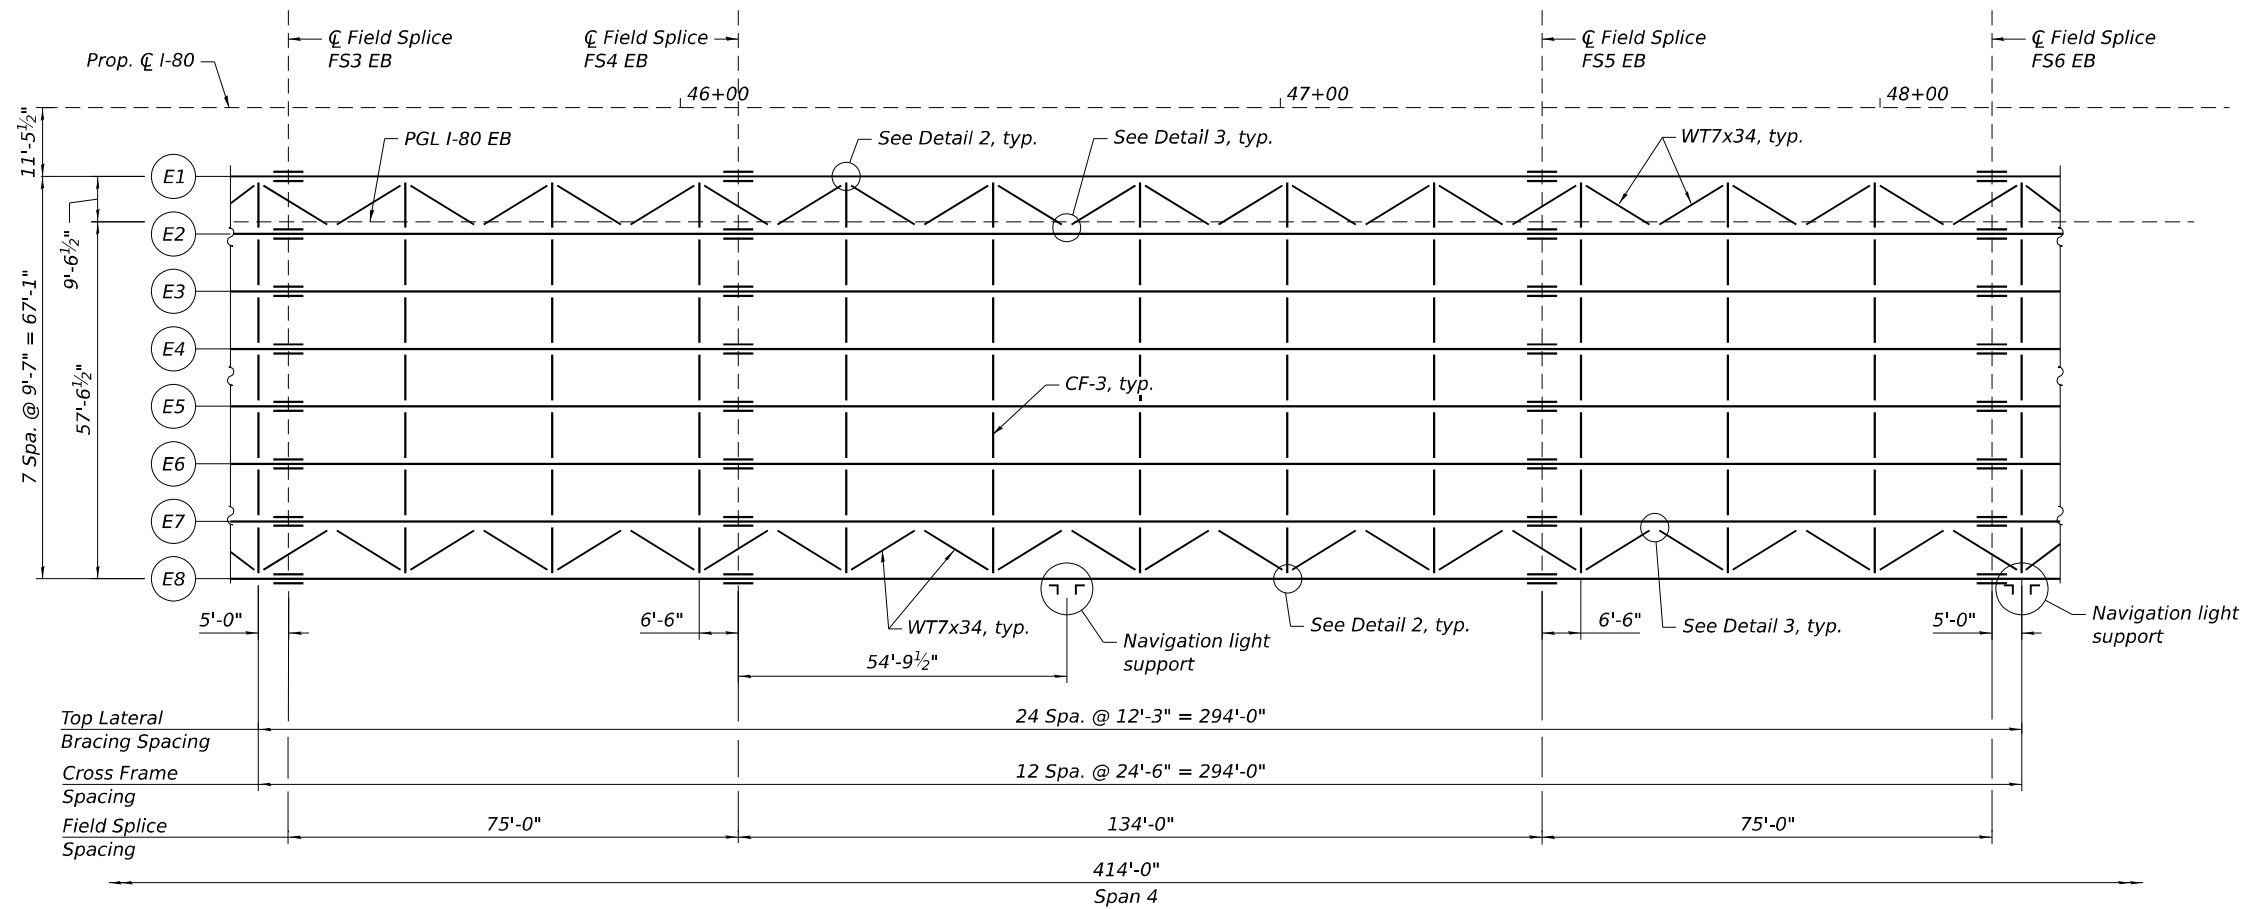 ℄ Field Splice
FS3 EB
℄ Field Splice
FS4 EB
℄ Field Splice
FS5 EB
℄ Field Splice
FS6 EB
Prop. ℄ I-80
46+00
47+00
48+00
11'-5½"
PGL I-80 EB
See Detail 2, typ.
See Detail 3, typ.
WT7x34, typ.
E1
E2
E3
E4
E5
E6
E7
E8
9'-6½"
57'-6½"
7 Spa. @ 9'-7" = 67'-1"
CF-3, typ.
5'-0"
6'-6"
WT7x34, typ.
54'-9½"
Navigation light
support
See Detail 2, typ.
6'-6"
See Detail 3, typ.
5'-0"
Navigation light
support
Top Lateral
Bracing Spacing
24 Spa. @ 12'-3" = 294'-0"
Cross Frame
Spacing
12 Spa. @ 24'-6" = 294'-0"
Field Splice
Spacing
75'-0"
134'-0"
75'-0"
414'-0"
Span 4